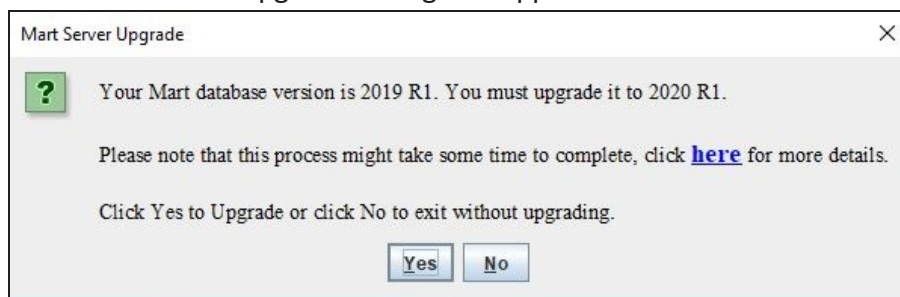 Mart Server Upgrade
?
Your Mart database version is 2019 R1. You must upgrade it to 2020 R1.
Please note that this process might take some time to complete, click here for more details.
Click Yes to Upgrade or click No to exit without upgrading.
Yes No